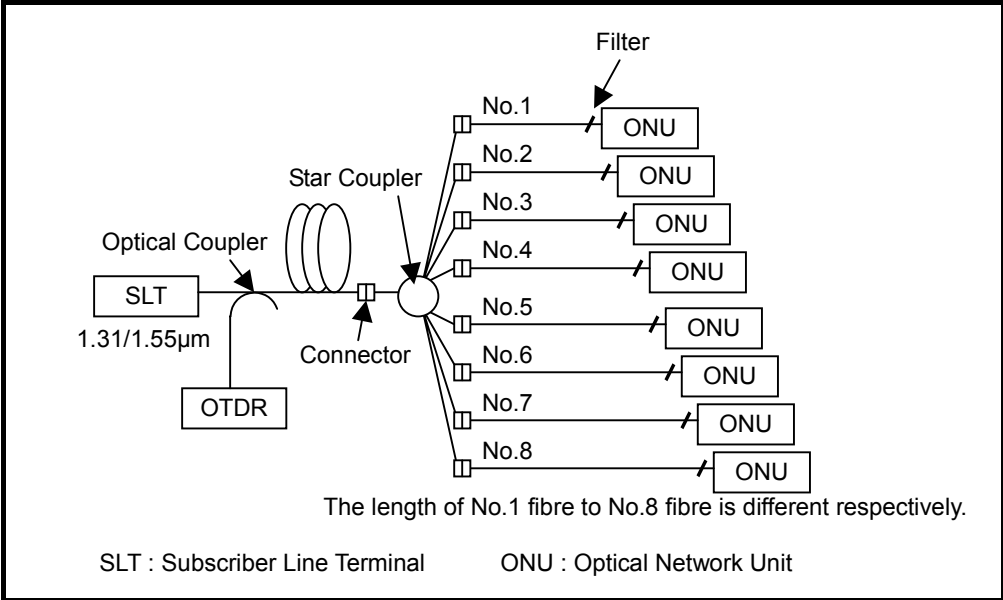 Filter
No.1
ONU
No.2
ONU
Star Coupler
No.3
ONU
Optical Coupler
No.4
ONU
SLT
No.5
ONU
1.31/1.55µm
Connector
No.6
ONU
OTDR
No.7
ONU
No.8
ONU
The length of No.1 fibre to No.8 fibre is different respectively.
SLT : Subscriber Line Terminal
ONU : Optical Network Unit